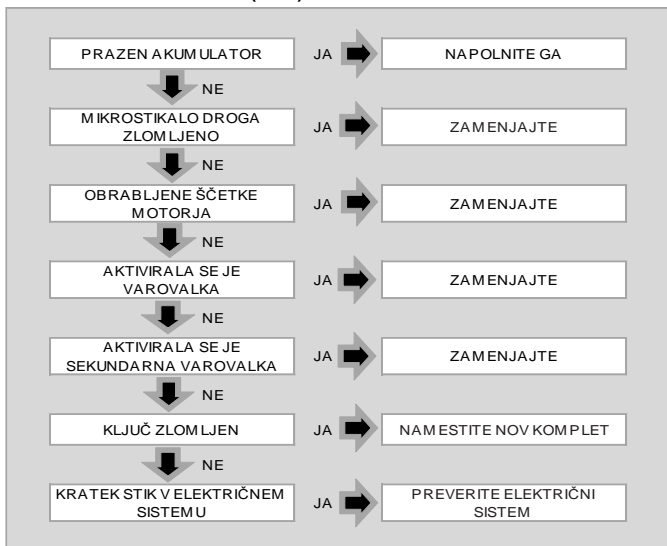 PRAZEN AKUMULATOR JA NAPOLNITE GA
NE
MIKROSTIKALO DROGA
ZLOMLJENO JA ZAMENJAJTE
NE
OBRABLJENE ŠČETKE
MOTORJA JA ZAMENJAJTE
NE
AKTIVIRALA SE JE
VAROVALKA JA ZAMENJAJTE
NE
AKTIVIRALA SE JE
SEKUNDARNA VAROVALKA JA ZAMENJAJTE
NE
KLJUČ ZLOMLJEN JA NAMESTITE NOV KOMPLET
NE
KRATEK STIK V ELEKTRIČNEM
SISTEMU JA PREVERITE ELEKTRIČNI
SISTEM